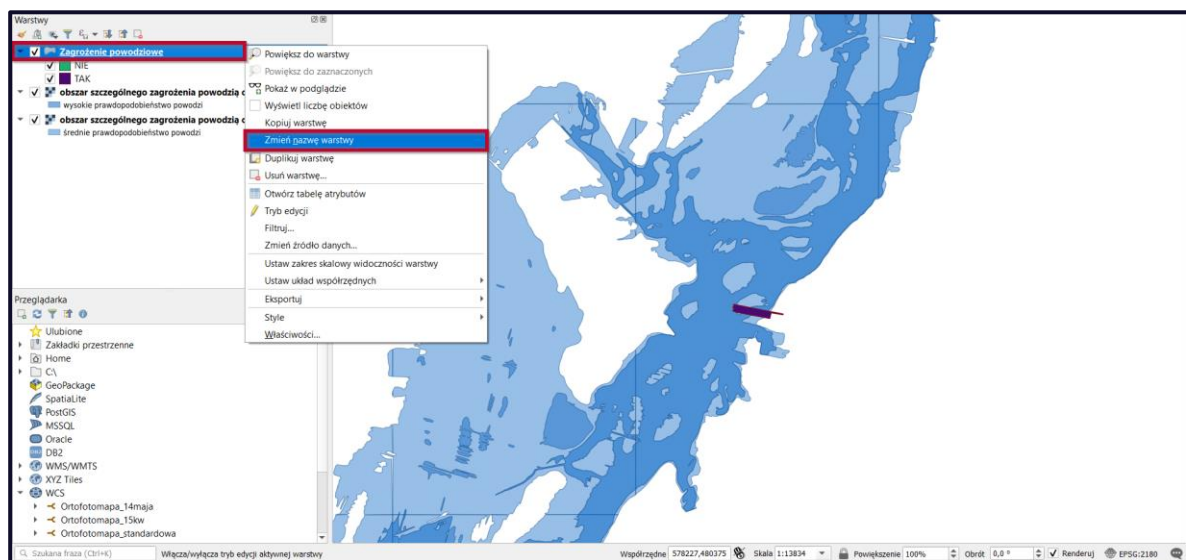 Warstwy
Zagrożenie powodziowe
NIE
TAK
obszar szczególnego zagrożenia powodzią
wysokie prawdopodobieństwo powodzi
obszar szczególnego zagrożenia powodzią
średnie prawdopodobieństwo powodzi
Powiększ do warstwy
Powiększ do zaznaczonych
Pokaż w podglądzie
Wyświetl liczbę obiektów
Kopiuj warstwę
Zmień nazwę warstwy
Duplikuj warstwę
Usuń warstwę...
Otwórz tabelę atrybutów
Tryb edycji
Filtruj...
Zmień źródło danych...
Ustaw zakres skalowy widoczności warstwy
Ustaw układ współrzędnych
Eksportuj
Style
Właściwości...
Przeglądarka
Ulubione
Zakładki przestrzenne
Home
C:\
GeoPackage
SpatiaLite
PostGIS
MSSQL
Oracle
DB2
WMS/WMTS
XYZ Tiles
WCS
Ortofotomapa_14maja
Ortofotomapa_15kw
Ortofotomapa_standardowa
Szukana fraza (Ctrl+K) Włącza/wyłącza tryb edycji aktywnej warstwy Współrzędne 578227,480375 Skala 1:13834 Powiększenie 100% Obrót 0,0 ° Renderuj EPSG:2180